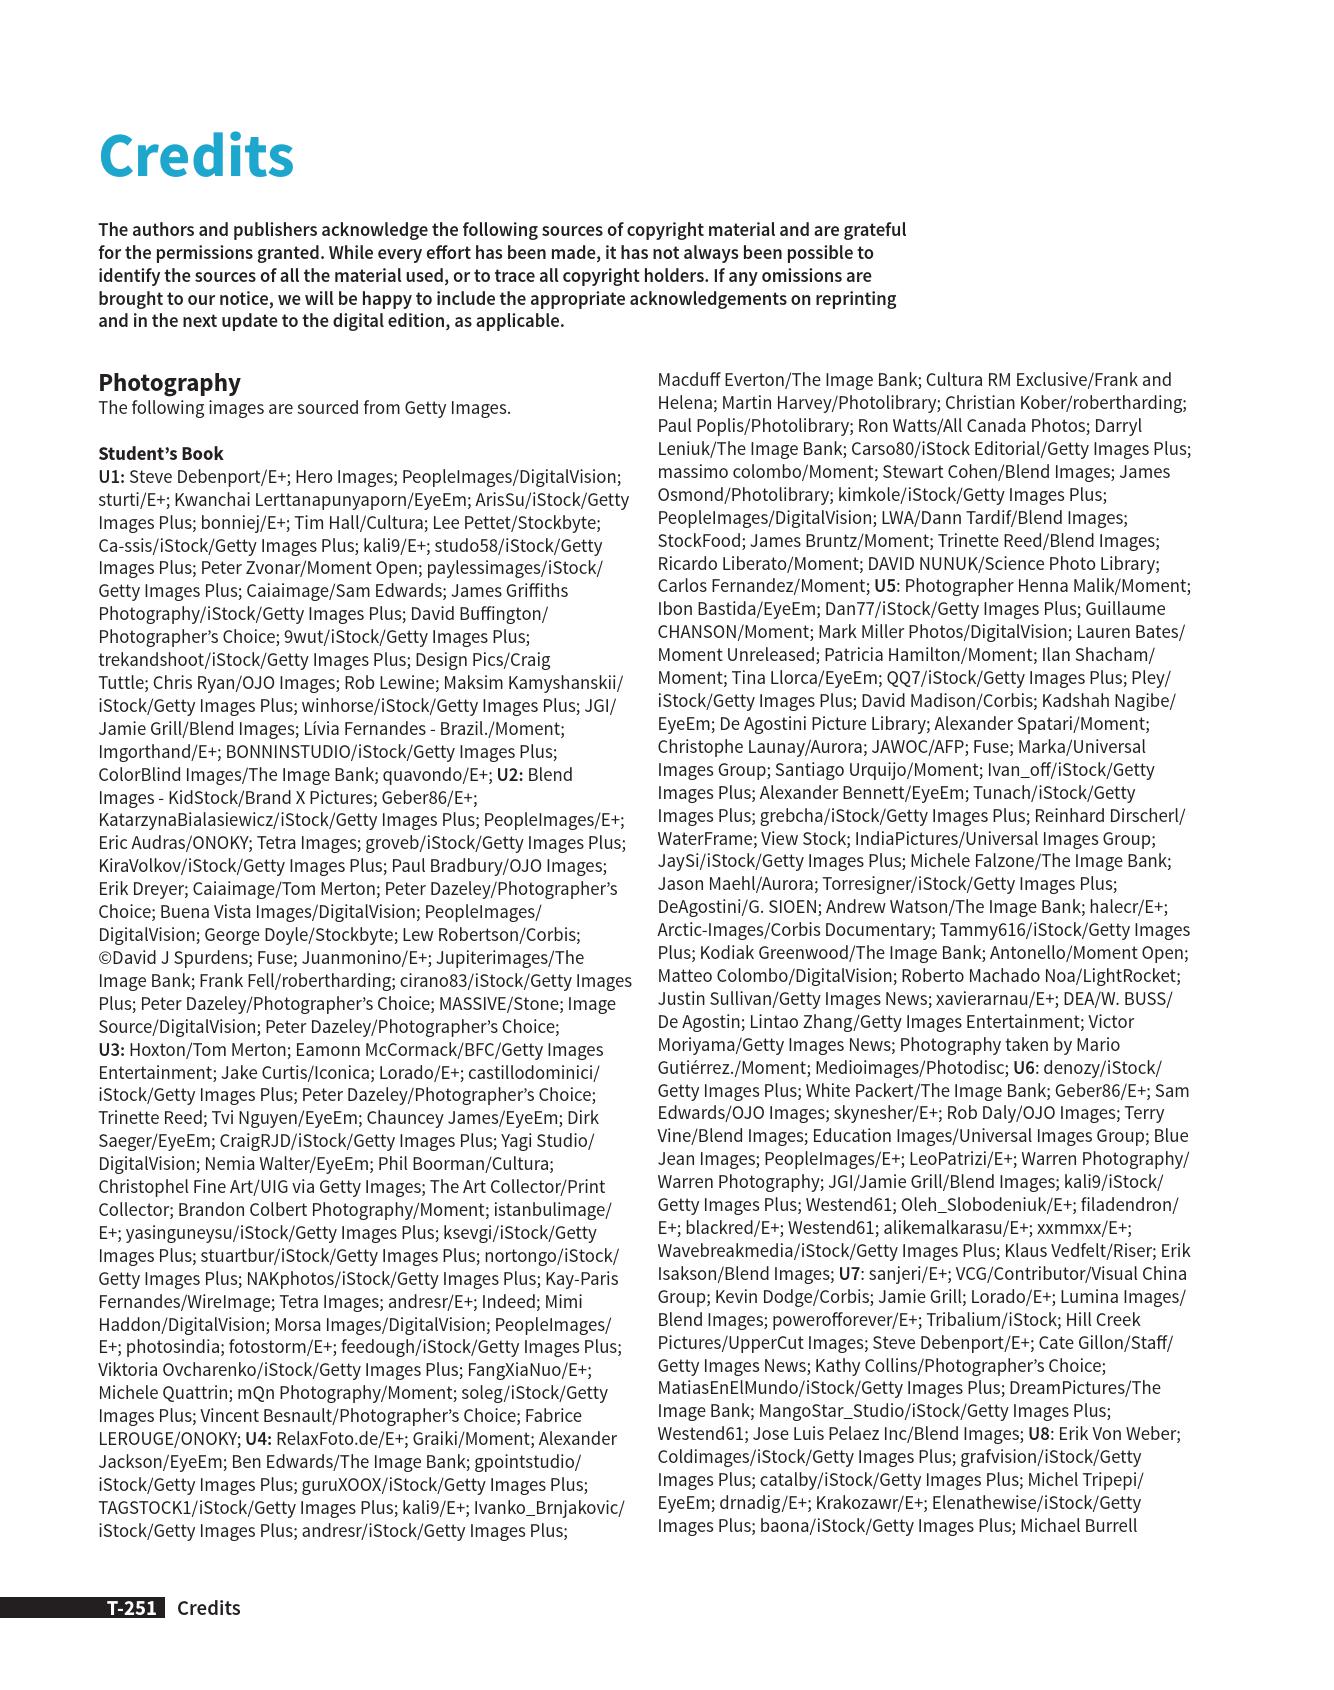 Credits
The authors and publishers acknowledge the following sources of copyright material and are grateful
for the permissions granted. While every effort has been made, it has not always been possible to
identify the sources of all the material used, or to trace all copyright holders. If any omissions are
brought to our notice, we will be happy to include the appropriate acknowledgements on reprinting
and in the next update to the digital edition, as applicable.
Photography
The following images are sourced from Getty Images.
Student’s Book
U1: Steve Debenport/E+; Hero Images; PeopleImages/DigitalVision;
sturti/E+; Kwanchai Lerttanapunyaporn/EyeEm; ArisSu/iStock/Getty
Images Plus; bonniej/E+; Tim Hall/Cultura; Lee Pettet/Stockbyte;
Ca-ssis/iStock/Getty Images Plus; kali9/E+; studo58/iStock/Getty
Images Plus; Peter Zvonar/Moment Open; paylessimages/iStock/
Getty Images Plus; Caiaimage/Sam Edwards; James Griffiths
Photography/iStock/Getty Images Plus; David Buffington/
Photographer’s Choice; 9wut/iStock/Getty Images Plus;
trekandshoot/iStock/Getty Images Plus; Design Pics/Craig
Tuttle; Chris Ryan/OJO Images; Rob Lewine; Maksim Kamyshanskii/
iStock/Getty Images Plus; winhorse/iStock/Getty Images Plus; JGI/
Jamie Grill/Blend Images; Lívia Fernandes - Brazil./Moment;
Imgorthand/E+; BONNINSTUDIO/iStock/Getty Images Plus;
ColorBlind Images/The Image Bank; quavondo/E+; U2: Blend
Images - KidStock/Brand X Pictures; Geber86/E+;
KatarzynaBialasiewicz/iStock/Getty Images Plus; PeopleImages/E+;
Eric Audras/ONOKY; Tetra Images; groveb/iStock/Getty Images Plus;
KiraVolkov/iStock/Getty Images Plus; Paul Bradbury/OJO Images;
Erik Dreyer; Caiaimage/Tom Merton; Peter Dazeley/Photographer’s
Choice; Buena Vista Images/DigitalVision; PeopleImages/
DigitalVision; George Doyle/Stockbyte; Lew Robertson/Corbis;
©David J Spurdens; Fuse; Juanmonino/E+; Jupiterimages/The
Image Bank; Frank Fell/robertharding; cirano83/iStock/Getty Images
Plus; Peter Dazeley/Photographer’s Choice; MASSIVE/Stone; Image
Source/DigitalVision; Peter Dazeley/Photographer’s Choice;
U3: Hoxton/Tom Merton; Eamonn McCormack/BFC/Getty Images
Entertainment; Jake Curtis/Iconica; Lorado/E+; castillodominici/
iStock/Getty Images Plus; Peter Dazeley/Photographer’s Choice;
Trinette Reed; Tvi Nguyen/EyeEm; Chauncey James/EyeEm; Dirk
Saeger/EyeEm; CraigRJD/iStock/Getty Images Plus; Yagi Studio/
DigitalVision; Nemia Walter/EyeEm; Phil Boorman/Cultura;
Christophel Fine Art/UIG via Getty Images; The Art Collector/Print
Collector; Brandon Colbert Photography/Moment; istanbulimage/
E+; yasinguneysu/iStock/Getty Images Plus; ksevgi/iStock/Getty
Images Plus; stuartbur/iStock/Getty Images Plus; nortongo/iStock/
Getty Images Plus; NAKphotos/iStock/Getty Images Plus; Kay-Paris
Fernandes/WireImage; Tetra Images; andresr/E+; Indeed; Mimi
Haddon/DigitalVision; Morsa Images/DigitalVision; PeopleImages/
E+; photosindia; fotostorm/E+; feedough/iStock/Getty Images Plus;
Viktoria Ovcharenko/iStock/Getty Images Plus; FangXiaNuo/E+;
Michele Quattrin; mQn Photography/Moment; soleg/iStock/Getty
Images Plus; Vincent Besnault/Photographer’s Choice; Fabrice
LEROUGE/ONOKY; U4: RelaxFoto.de/E+; Graiki/Moment; Alexander
Jackson/EyeEm; Ben Edwards/The Image Bank; gpointstudio/
iStock/Getty Images Plus; guruXOOX/iStock/Getty Images Plus;
TAGSTOCK1/iStock/Getty Images Plus; kali9/E+; Ivanko_Brnjakovic/
iStock/Getty Images Plus; andresr/iStock/Getty Images Plus;
Macduff Everton/The Image Bank; Cultura RM Exclusive/Frank and
Helena; Martin Harvey/Photolibrary; Christian Kober/robertharding;
Paul Poplis/Photolibrary; Ron Watts/All Canada Photos; Darryl
Leniuk/The Image Bank; Carso80/iStock Editorial/Getty Images Plus;
massimo colombo/Moment; Stewart Cohen/Blend Images; James
Osmond/Photolibrary; kimkole/iStock/Getty Images Plus;
PeopleImages/DigitalVision; LWA/Dann Tardif/Blend Images;
StockFood; James Bruntz/Moment; Trinette Reed/Blend Images;
Ricardo Liberato/Moment; DAVID NUNUK/Science Photo Library;
Carlos Fernandez/Moment; U5: Photographer Henna Malik/Moment;
Ibon Bastida/EyeEm; Dan77/iStock/Getty Images Plus; Guillaume
CHANSON/Moment; Mark Miller Photos/DigitalVision; Lauren Bates/
Moment Unreleased; Patricia Hamilton/Moment; Ilan Shacham/
Moment; Tina Llorca/EyeEm; QQ7/iStock/Getty Images Plus; Pley/
iStock/Getty Images Plus; David Madison/Corbis; Kadshah Nagibe/
EyeEm; De Agostini Picture Library; Alexander Spatari/Moment;
Christophe Launay/Aurora; JAWOC/AFP; Fuse; Marka/Universal
Images Group; Santiago Urquijo/Moment; Ivan_off/iStock/Getty
Images Plus; Alexander Bennett/EyeEm; Tunach/iStock/Getty
Images Plus; grebcha/iStock/Getty Images Plus; Reinhard Dirscherl/
WaterFrame; View Stock; IndiaPictures/Universal Images Group;
JaySi/iStock/Getty Images Plus; Michele Falzone/The Image Bank;
Jason Maehl/Aurora; Torresigner/iStock/Getty Images Plus;
DeAgostini/G. SIOEN; Andrew Watson/The Image Bank; halecr/E+;
Arctic-Images/Corbis Documentary; Tammy616/iStock/Getty Images
Plus; Kodiak Greenwood/The Image Bank; Antonello/Moment Open;
Matteo Colombo/DigitalVision; Roberto Machado Noa/LightRocket;
Justin Sullivan/Getty Images News; xavierarnau/E+; DEA/W. BUSS/
De Agostin; Lintao Zhang/Getty Images Entertainment; Victor
Moriyama/Getty Images News; Photography taken by Mario
Gutiérrez./Moment; Medioimages/Photodisc; U6: denozy/iStock/
Getty Images Plus; White Packert/The Image Bank; Geber86/E+; Sam
Edwards/OJO Images; skynesher/E+; Rob Daly/OJO Images; Terry
Vine/Blend Images; Education Images/Universal Images Group; Blue
Jean Images; PeopleImages/E+; LeoPatrizi/E+; Warren Photography/
Warren Photography; JGI/Jamie Grill/Blend Images; kali9/iStock/
Getty Images Plus; Westend61; Oleh_Slobodeniuk/E+; filadendron/
E+; blackred/E+; Westend61; alikemalkarasu/E+; xxmmxx/E+;
Wavebreakmedia/iStock/Getty Images Plus; Klaus Vedfelt/Riser; Erik
Isakson/Blend Images; U7: sanjeri/E+; VCG/Contributor/Visual China
Group; Kevin Dodge/Corbis; Jamie Grill; Lorado/E+; Lumina Images/
Blend Images; powerofforever/E+; Tribalium/iStock; Hill Creek
Pictures/UpperCut Images; Steve Debenport/E+; Cate Gillon/Staff/
Getty Images News; Kathy Collins/Photographer’s Choice;
MatiasEnElMundo/iStock/Getty Images Plus; DreamPictures/The
Image Bank; MangoStar_Studio/iStock/Getty Images Plus;
Westend61; Jose Luis Pelaez Inc/Blend Images; U8: Erik Von Weber;
Coldimages/iStock/Getty Images Plus; grafvision/iStock/Getty
Images Plus; catalby/iStock/Getty Images Plus; Michel Tripepi/
EyeEm; drnadig/E+; Krakozawr/E+; Elenathewise/iStock/Getty
Images Plus; baona/iStock/Getty Images Plus; Michael Burrell
T-251 Credits